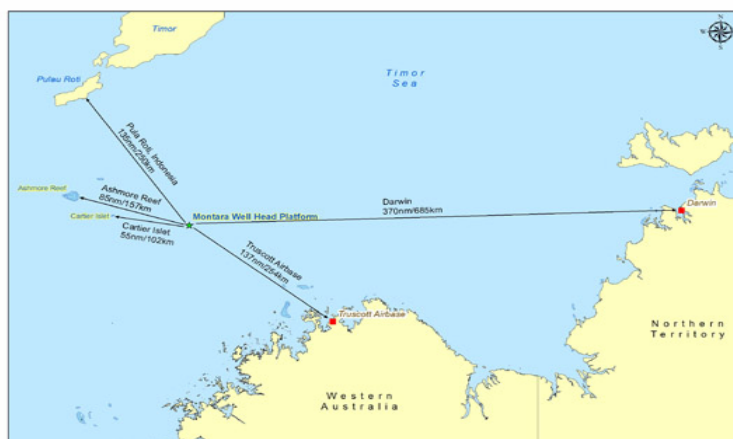 Timor
Pulau Roti
Timor
Sea
Pula Roti, Indonesia
135nm/250km
Ashmore Reef
Ashmore Reef
85nm/157km
Cartier Islet
Cartier Islet
55nm/102km
Montara Well Head Platform
Darwin
370nm/685km
Darwin
Truscott Airbase
137nm/254km
Truscott Airbase
Northern
Territory
Western
Australia